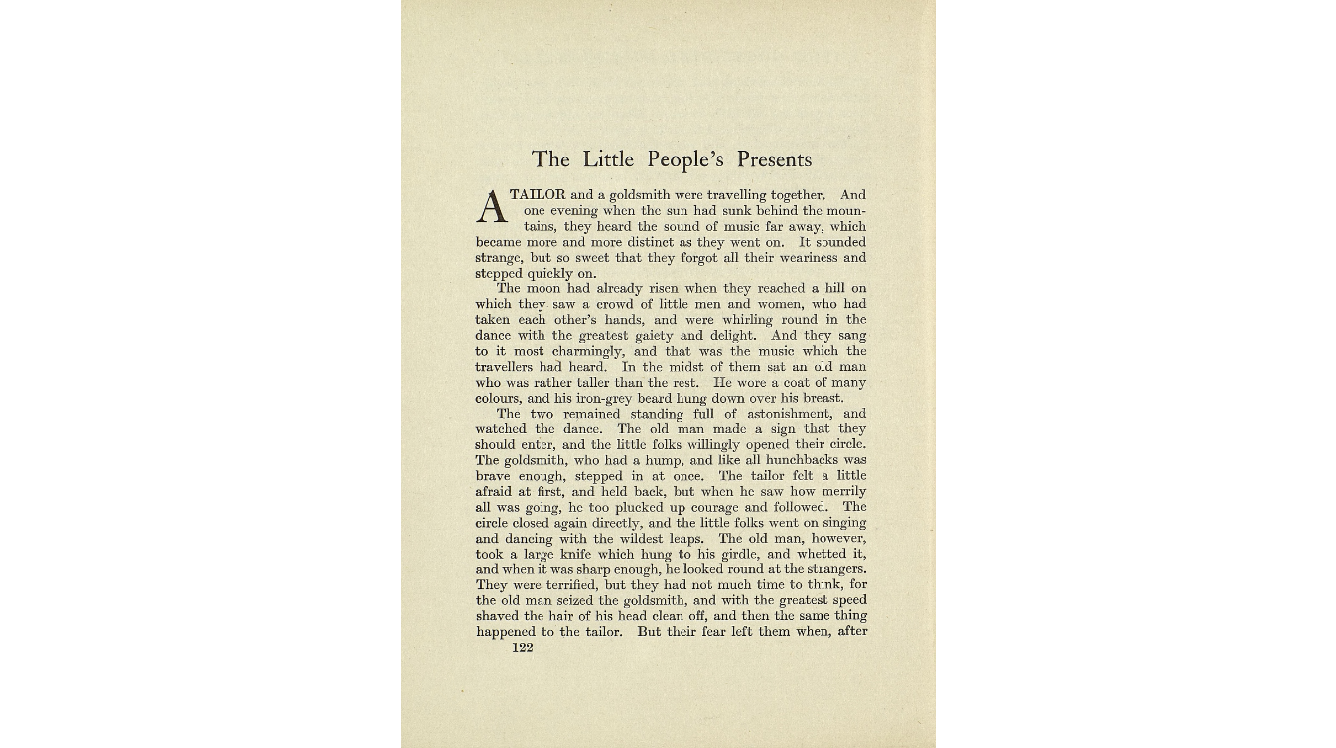 The Little People's Presents
A TAILOR and a goldsmith were travelling together. And
one evening when the sun had sunk behind the moun-
tains, they heard the sound of music far away, which
became more and more distinct as they went on. It sounded
strange, but so sweet that they forgot all their weariness and
stepped quickly on.
The moon had already risen when they reached a hill on
which they saw a crowd of little men and women, who had
taken each other's hands, and were whirling round in the
dance with the greatest gaiety and delight. And they sang
to it most charmingly, and that was the music which the
travellers had heard. In the midst of them sat an old man
who was rather taller than the rest. He wore a coat of many
colours, and his iron-grey beard hung down over his breast.
The two remained standing full of astonishment, and
watched the dance. The old man made a sign that they
should enter, and the little folks willingly opened their circle.
The goldsmith, who had a hump, and like all hunchbacks was
brave enough, stepped in at once. The tailor felt a little
afraid at first, and held back, but when he saw how merrily
all was going, he too plucked up courage and followed. The
circle closed again directly, and the little folks went on singing
and dancing with the wildest leaps. The old man, however,
took a large knife which hung to his girdle, and whetted it,
and when it was sharp enough, he looked round at the strangers.
They were terrified, but they had not much time to think, for
the old man seized the goldsmith, and with the greatest speed
shaved the hair of his head clean off, and then the same thing
happened to the tailor. But their fear left them when, after
122